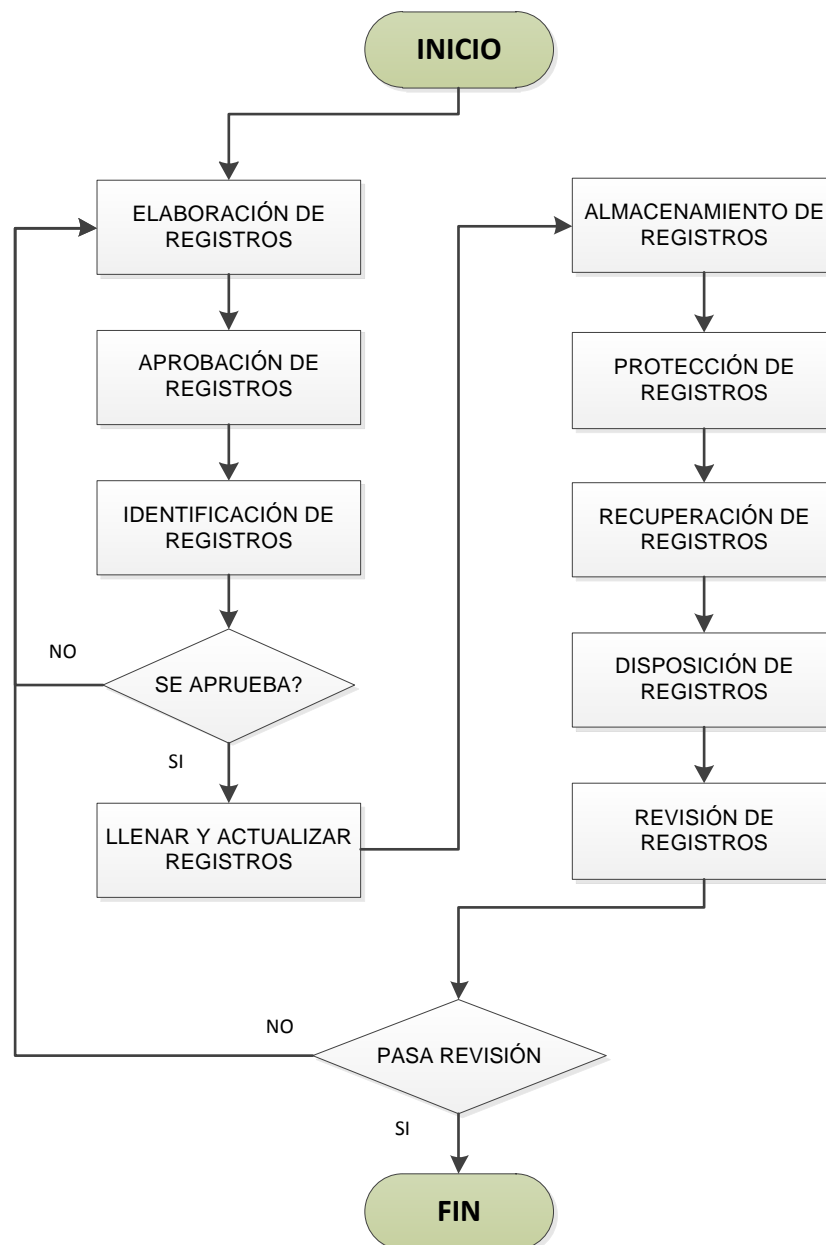 INICIO
ELABORACIÓN DE
REGISTROS
APROBACIÓN DE
REGISTROS
IDENTIFICACIÓN DE
REGISTROS
NO
SE APRUEBA?
SI
LLENAR Y ACTUALIZAR
REGISTROS
ALMACENAMIENTO DE
REGISTROS
PROTECCIÓN DE
REGISTROS
RECUPERACIÓN DE
REGISTROS
DISPOSICIÓN DE
REGISTROS
REVISIÓN DE
REGISTROS
NO
PASA REVISIÓN
SI
FIN